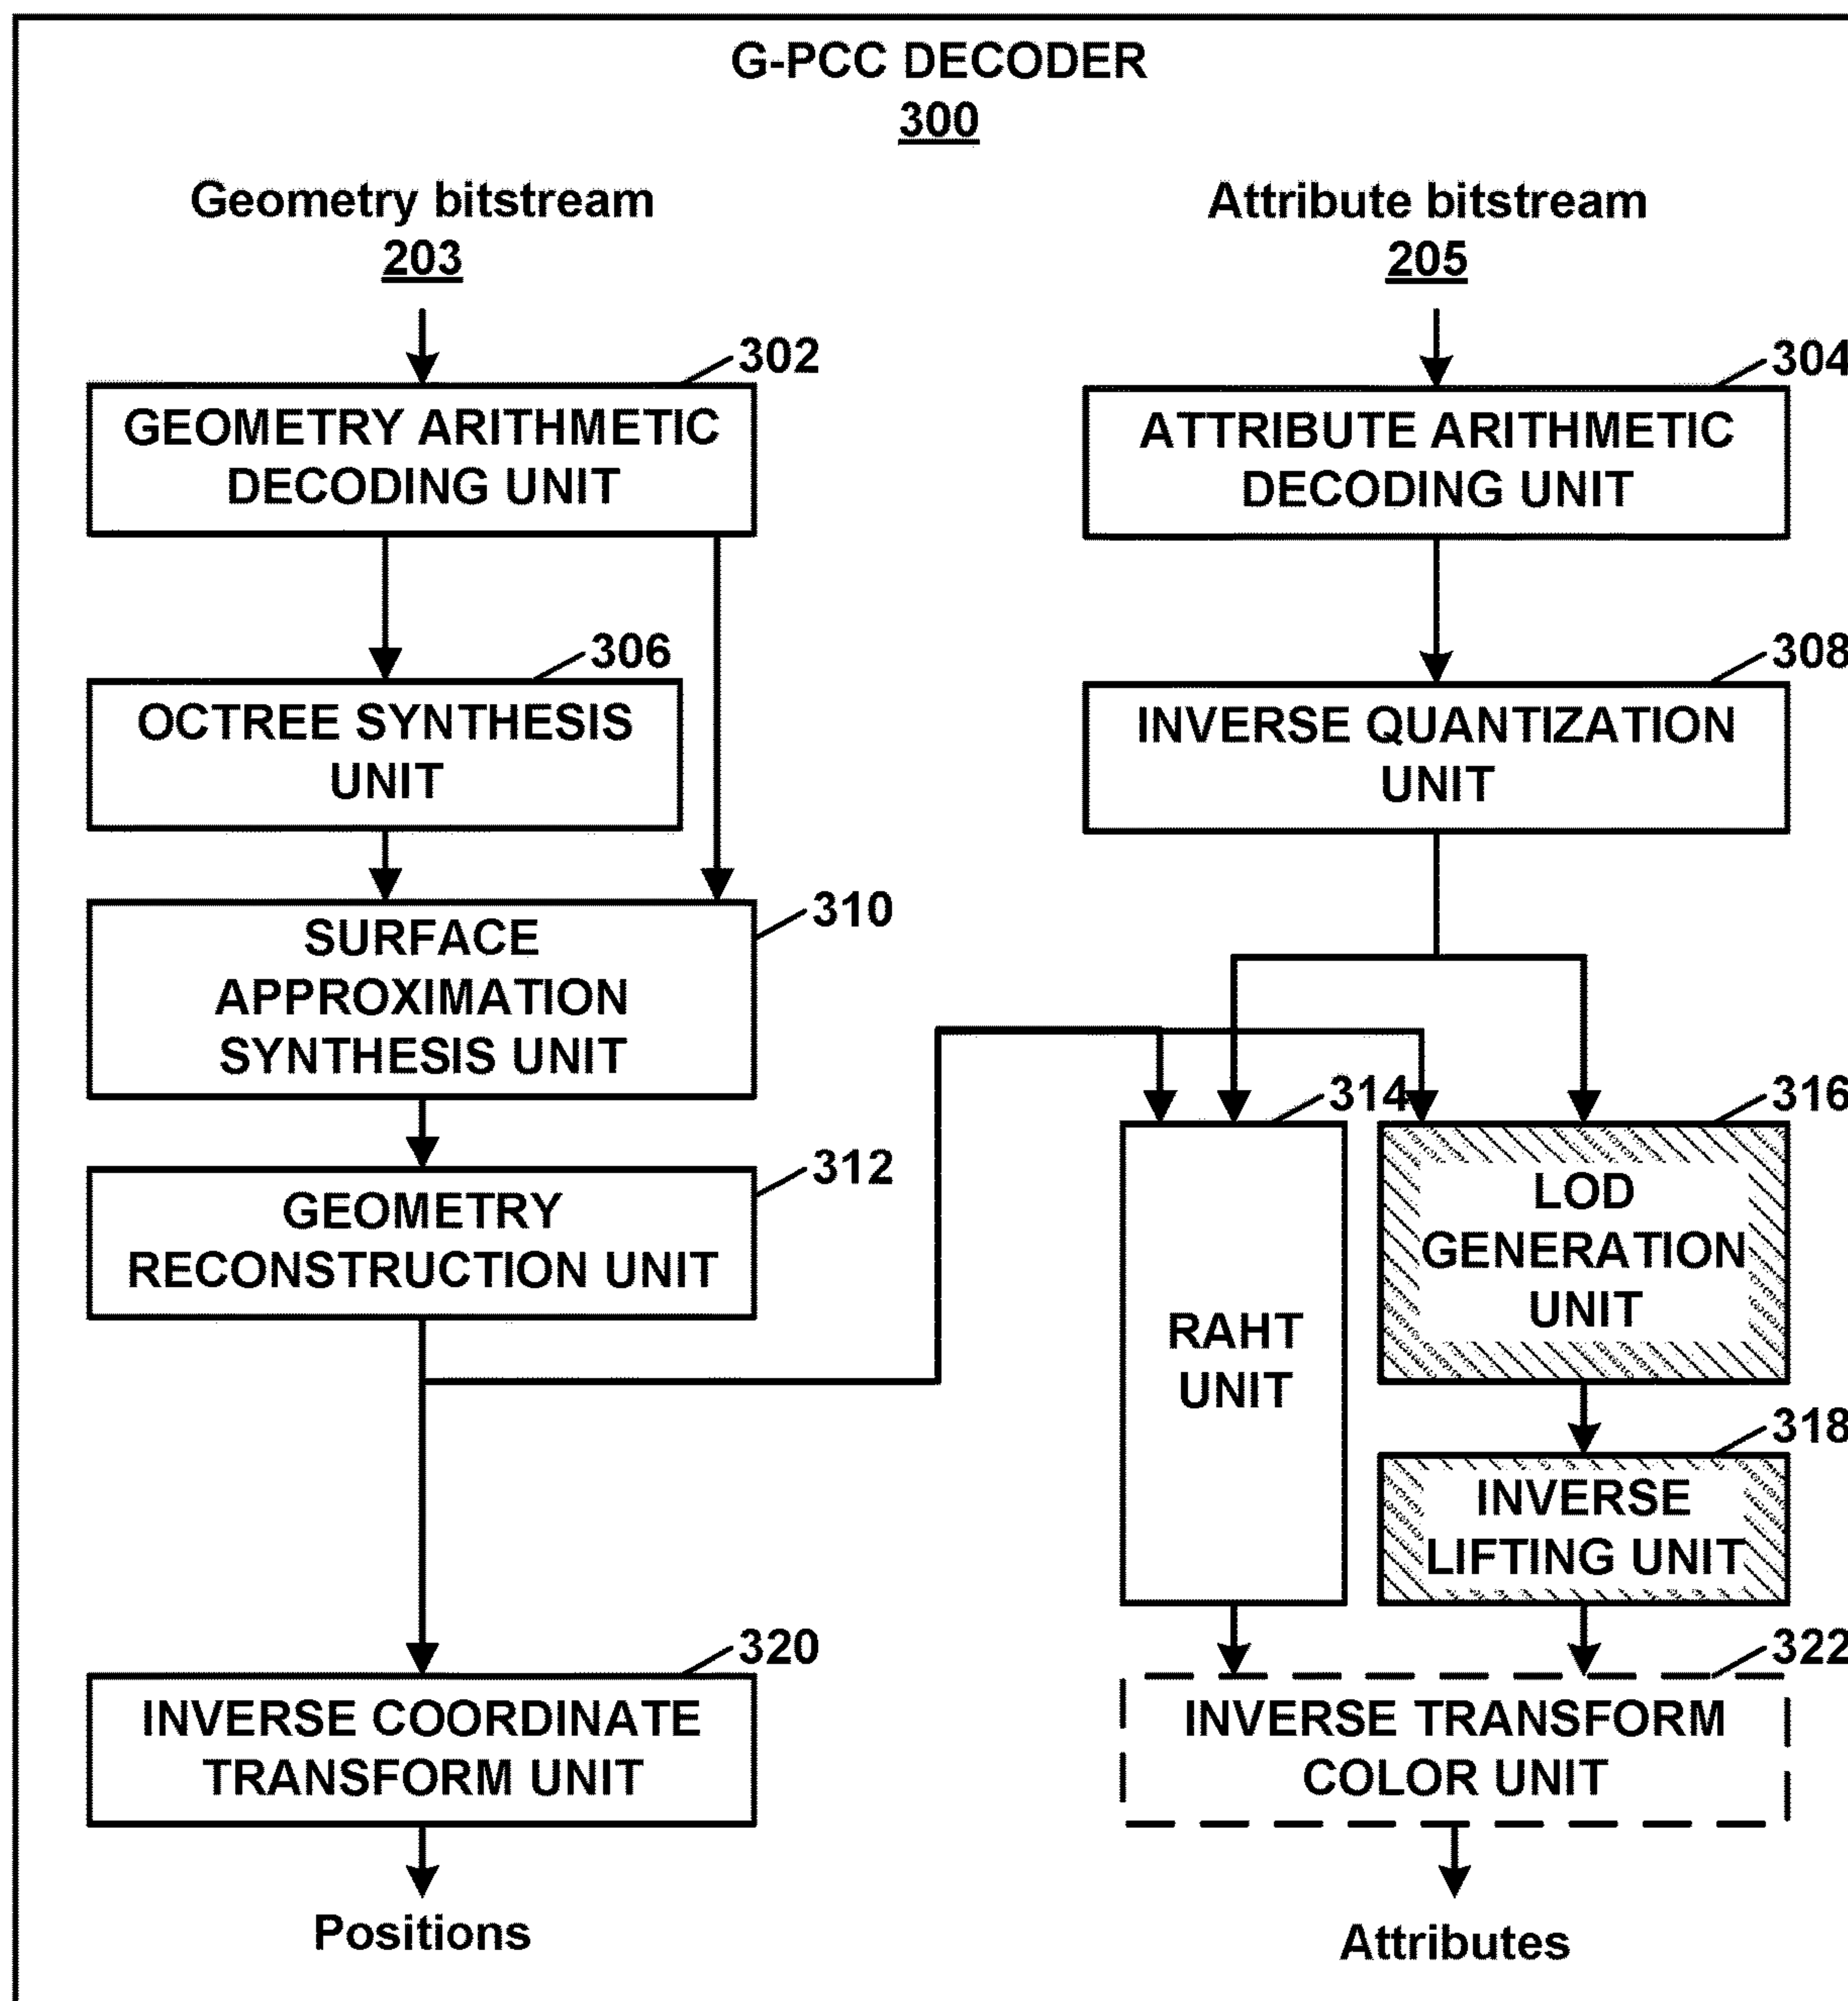 G-PCC DECODER
300
Geometry bitstream
203
Attribute bitstream
205
302
GEOMETRY ARITHMETIC
DECODING UNIT
304
ATTRIBUTE ARITHMETIC
DECODING UNIT
306
OCTREE SYNTHESIS
UNIT
308
INVERSE QUANTIZATION
UNIT
310
SURFACE
APPROXIMATION
SYNTHESIS UNIT
312
GEOMETRY
RECONSTRUCTION UNIT
314
RAHT
UNIT
316
LOD
GENERATION
UNIT
318
INVERSE
LIFTING UNIT
320
INVERSE COORDINATE
TRANSFORM UNIT
322
INVERSE TRANSFORM
COLOR UNIT
Positions
Attributes